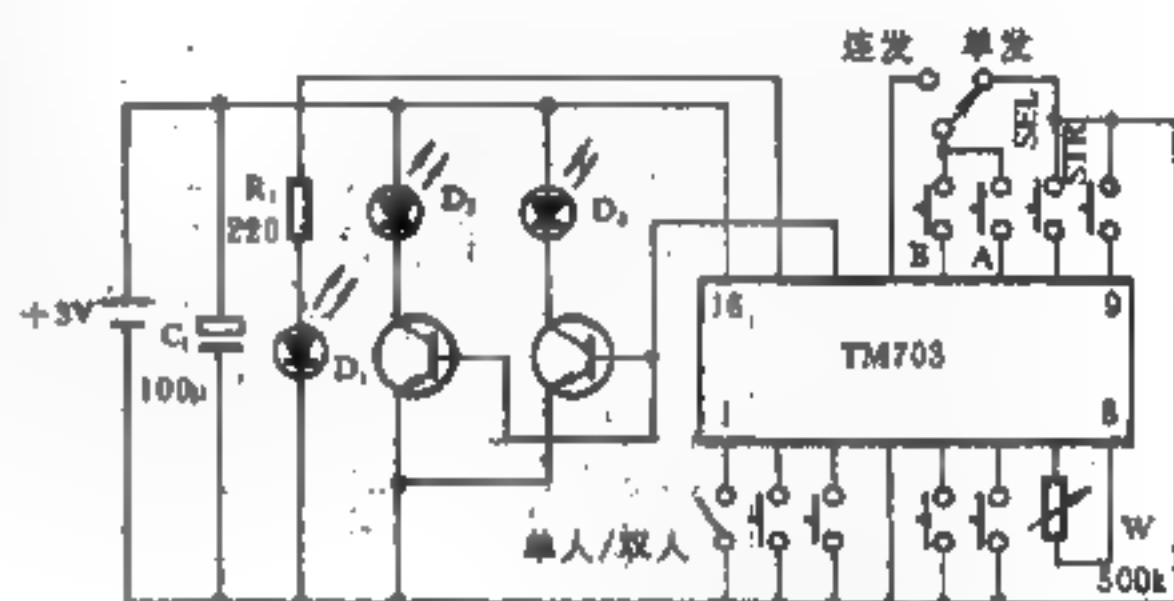 连发 单发
SEL
STR
R₁
220
D₂
D₃
B A
+3V
C₁
100μ
D₁
16 9
TM703
1 8
单人/双人
W
500k